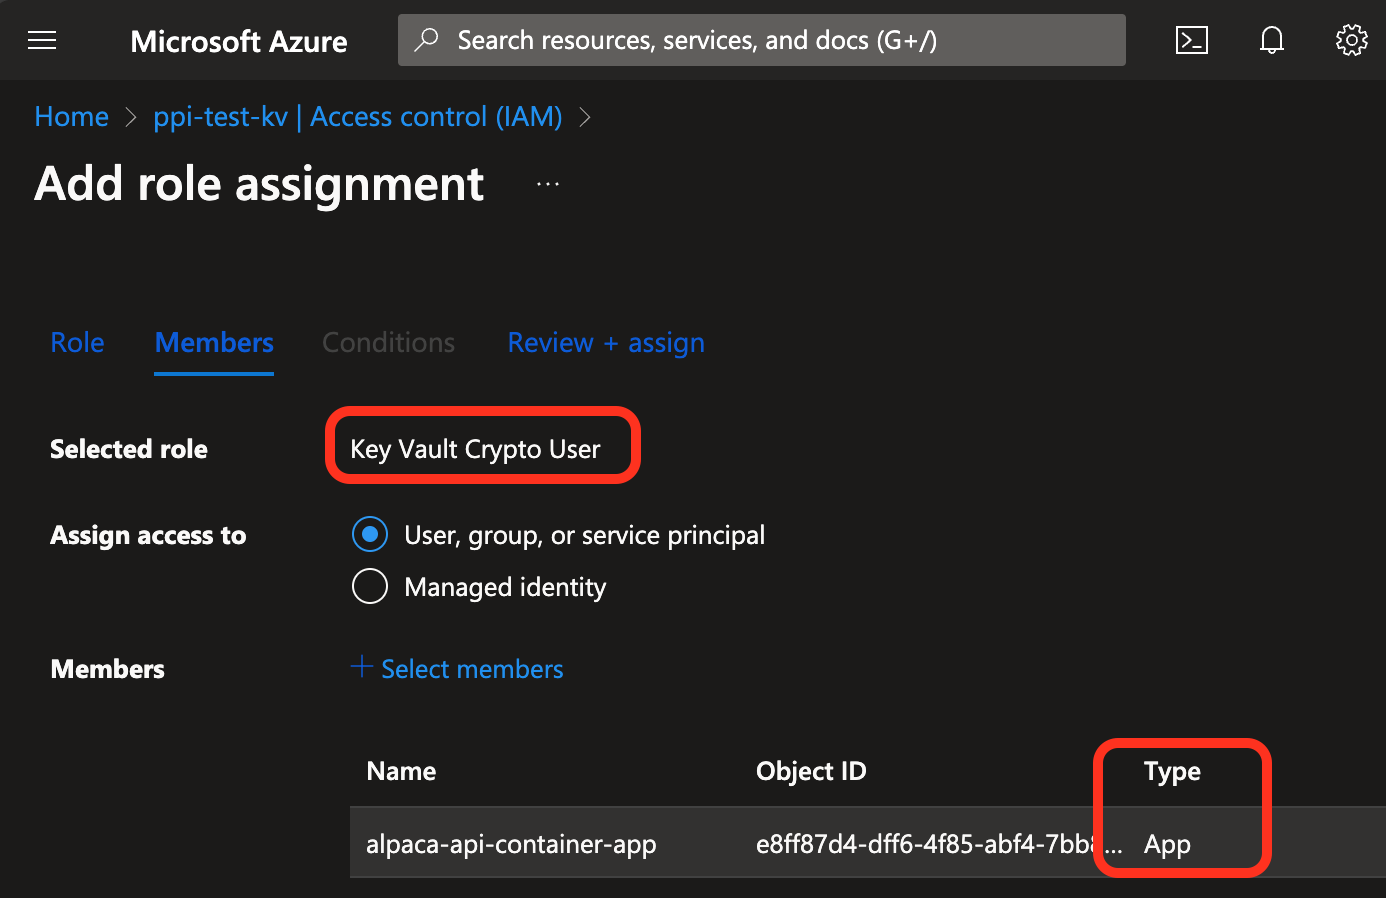 Microsoft Azure
Search resources, services, and docs (G+/)
Home > ppi-test-kv | Access control (IAM) >
Add role assignment ...
Role Members Conditions Review + assign
Selected role Key Vault Crypto User
Assign access to User, group, or service principal
Managed identity
Members + Select members
Name Object ID Type
alpaca-api-container-app e8ff87d4-dff6-4f85-abf4-7bb8... App